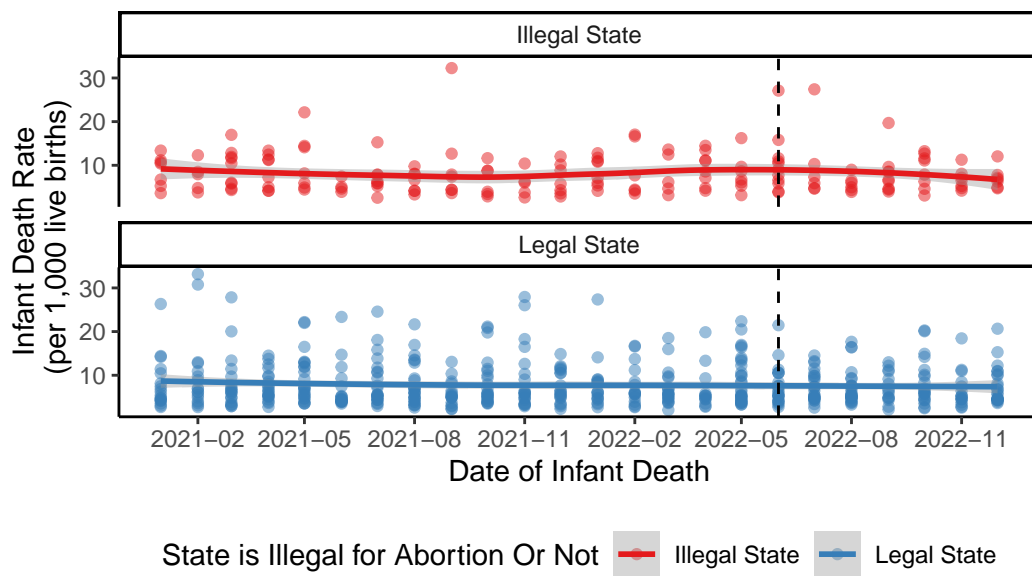 Illegal State
30
20
10
Legal State
30
20
10
Infant Death Rate
(per 1,000 live births)
2021−02 2021−05 2021−08 2021−11 2022−02 2022−05 2022−08 2022−11
Date of Infant Death
State is Illegal for Abortion Or Not Illegal State Legal State